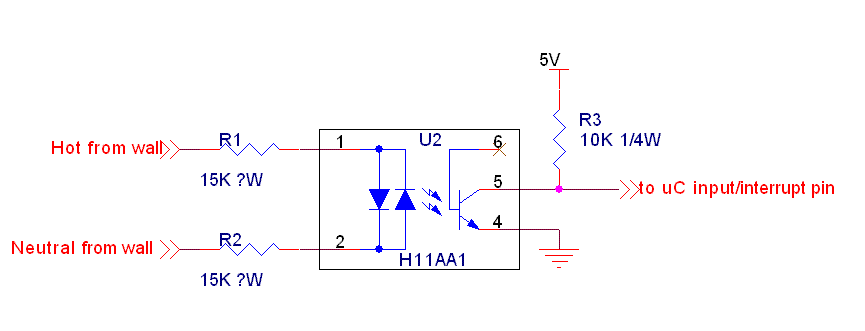 5V
R3
10K 1/4W
Hot from wall
R1
15K ?W
1
U2
6
5
to uC input/interrupt pin
Neutral from wall
R2
15K ?W
2
4
H11AA1